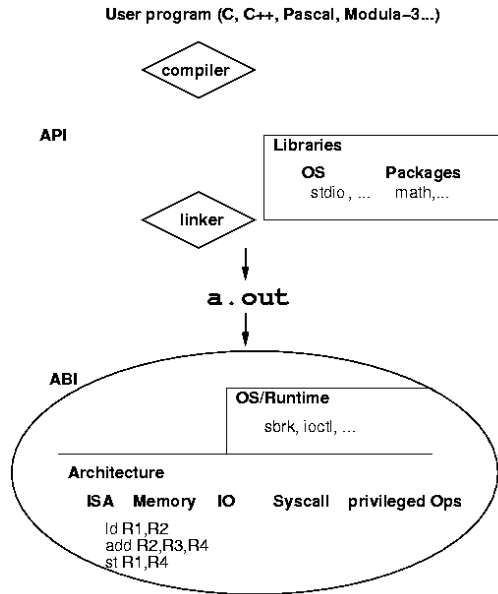 User program (C, C++, Pascal, Modula-3...)
compiler
API
Libraries
OS Packages
stdio , ... math,...
linker
a.out
ABI
OS/Runtime
sbrk, ioctl, ...
Architecture
ISA Memory IO Syscall privileged Ops
ld R1,R2
add R2,R3,R4
st R1,R4